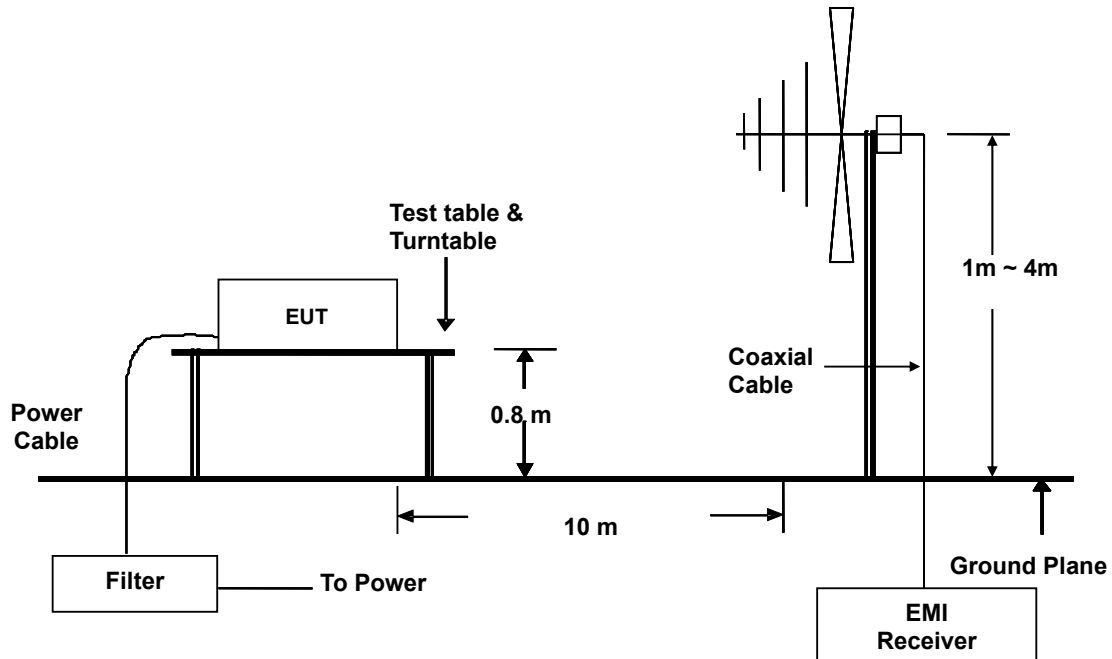 Test table &
Turntable
EUT
1m ~ 4m
Coaxial
Cable
0.8 m
Power
Cable
10 m
Ground Plane
Filter
To Power
EMI
Receiver